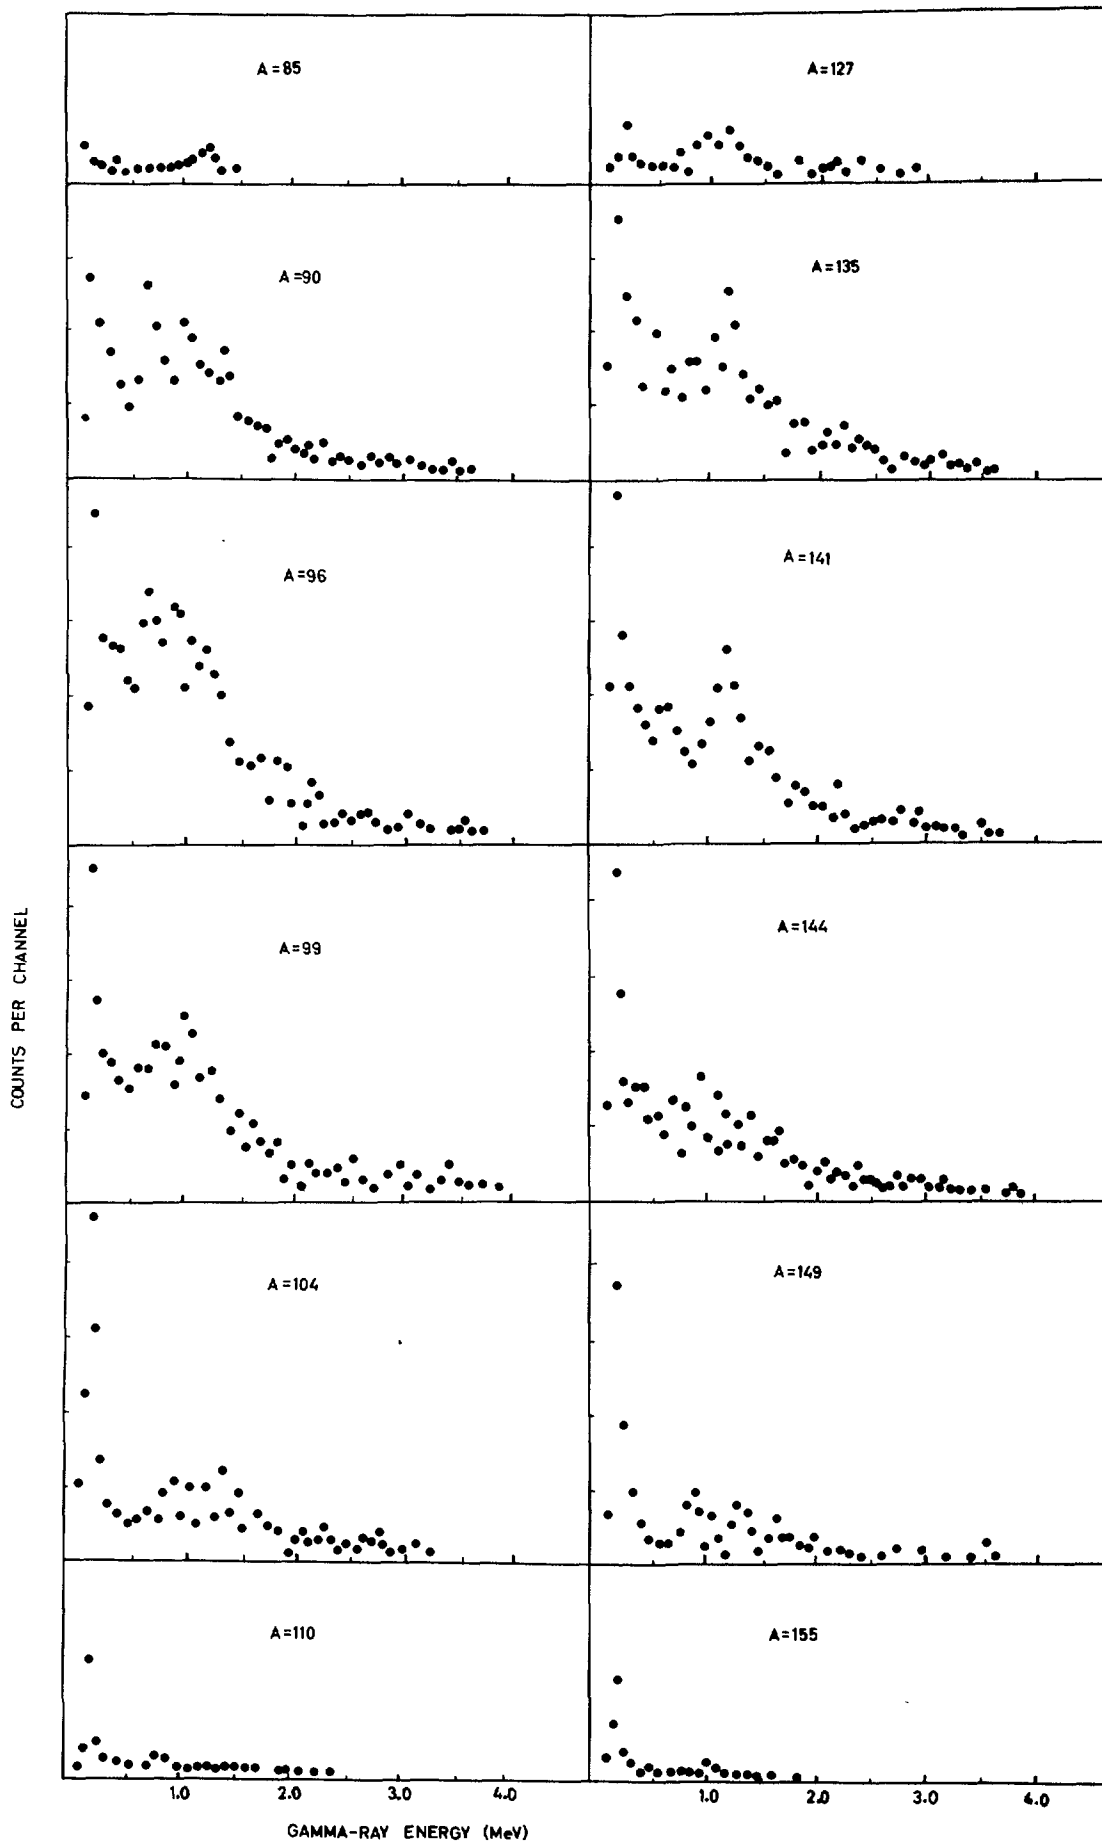 A=85
A=127
A=90
A=135
A=96
A=141
A=99
A=144
A=104
A=149
A=110
A=155
COUNTS PER CHANNEL
1.0 2.0 3.0 4.0
1.0 2.0 3.0 4.0
GAMMA-RAY ENERGY (MeV)